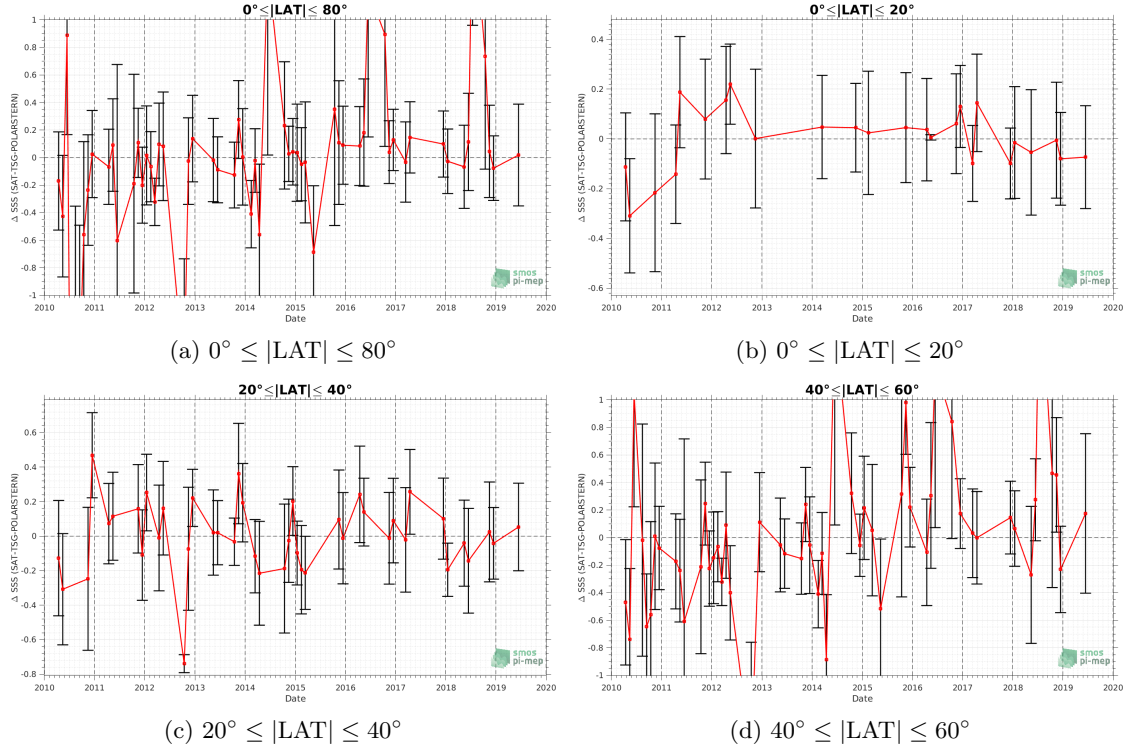 0°≤|LAT|≤ 80°
1
0.8
0.6
0.4
0.2
0
-0.2
-0.4
-0.6
-0.8
-1
Δ SSS (SAT-TSG-POLARSTERN)
2010 2011 2012 2013 2014 2015 2016 2017 2018 2019 2020
Date
smos
pi-mep
(a) 0° ≤ |LAT| ≤ 80°
0°≤|LAT|≤ 20°
0.4
0.2
0
-0.2
-0.4
-0.6
Δ SSS (SAT-TSG-POLARSTERN)
2010 2011 2012 2013 2014 2015 2016 2017 2018 2019 2020
Date
smos
pi-mep
(b) 0° ≤ |LAT| ≤ 20°
20°≤|LAT|≤ 40°
0.6
0.4
0.2
0
-0.2
-0.4
-0.6
-0.8
Δ SSS (SAT-TSG-POLARSTERN)
2010 2011 2012 2013 2014 2015 2016 2017 2018 2019 2020
Date
smos
pi-mep
(c) 20° ≤ |LAT| ≤ 40°
40°≤|LAT|≤ 60°
1
0.8
0.6
0.4
0.2
0
-0.2
-0.4
-0.6
-0.8
-1
Δ SSS (SAT-TSG-POLARSTERN)
2010 2011 2012 2013 2014 2015 2016 2017 2018 2019 2020
Date
smos
pi-mep
(d) 40° ≤ |LAT| ≤ 60°